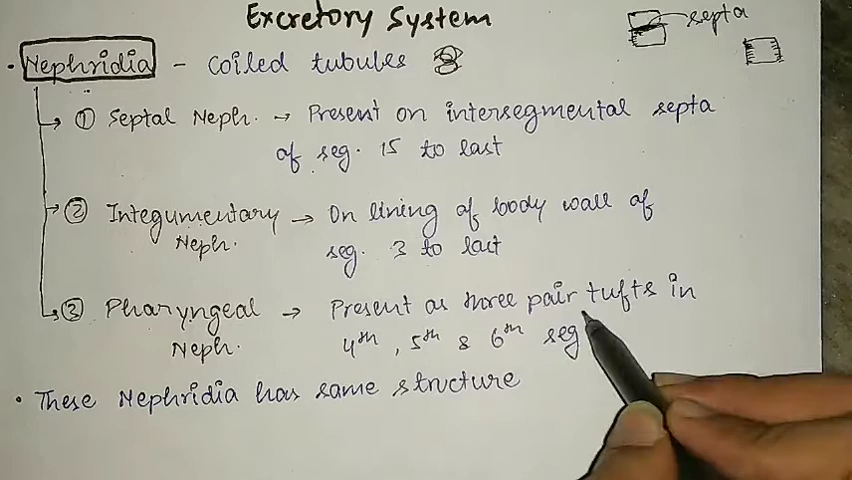 Excretory System
septa
• Nephridia - Coiled tubules
→ ① Septal Neph. → Present on intersegmental septa
of seg. 15 to last
→ ② Integumentary → On lining of body wall of
Neph. seg. 3 to last
→ ③ Pharyngeal → Present as three pair tufts in
Neph. 4th, 5th & 6th seg
• These Nephridia has same structure